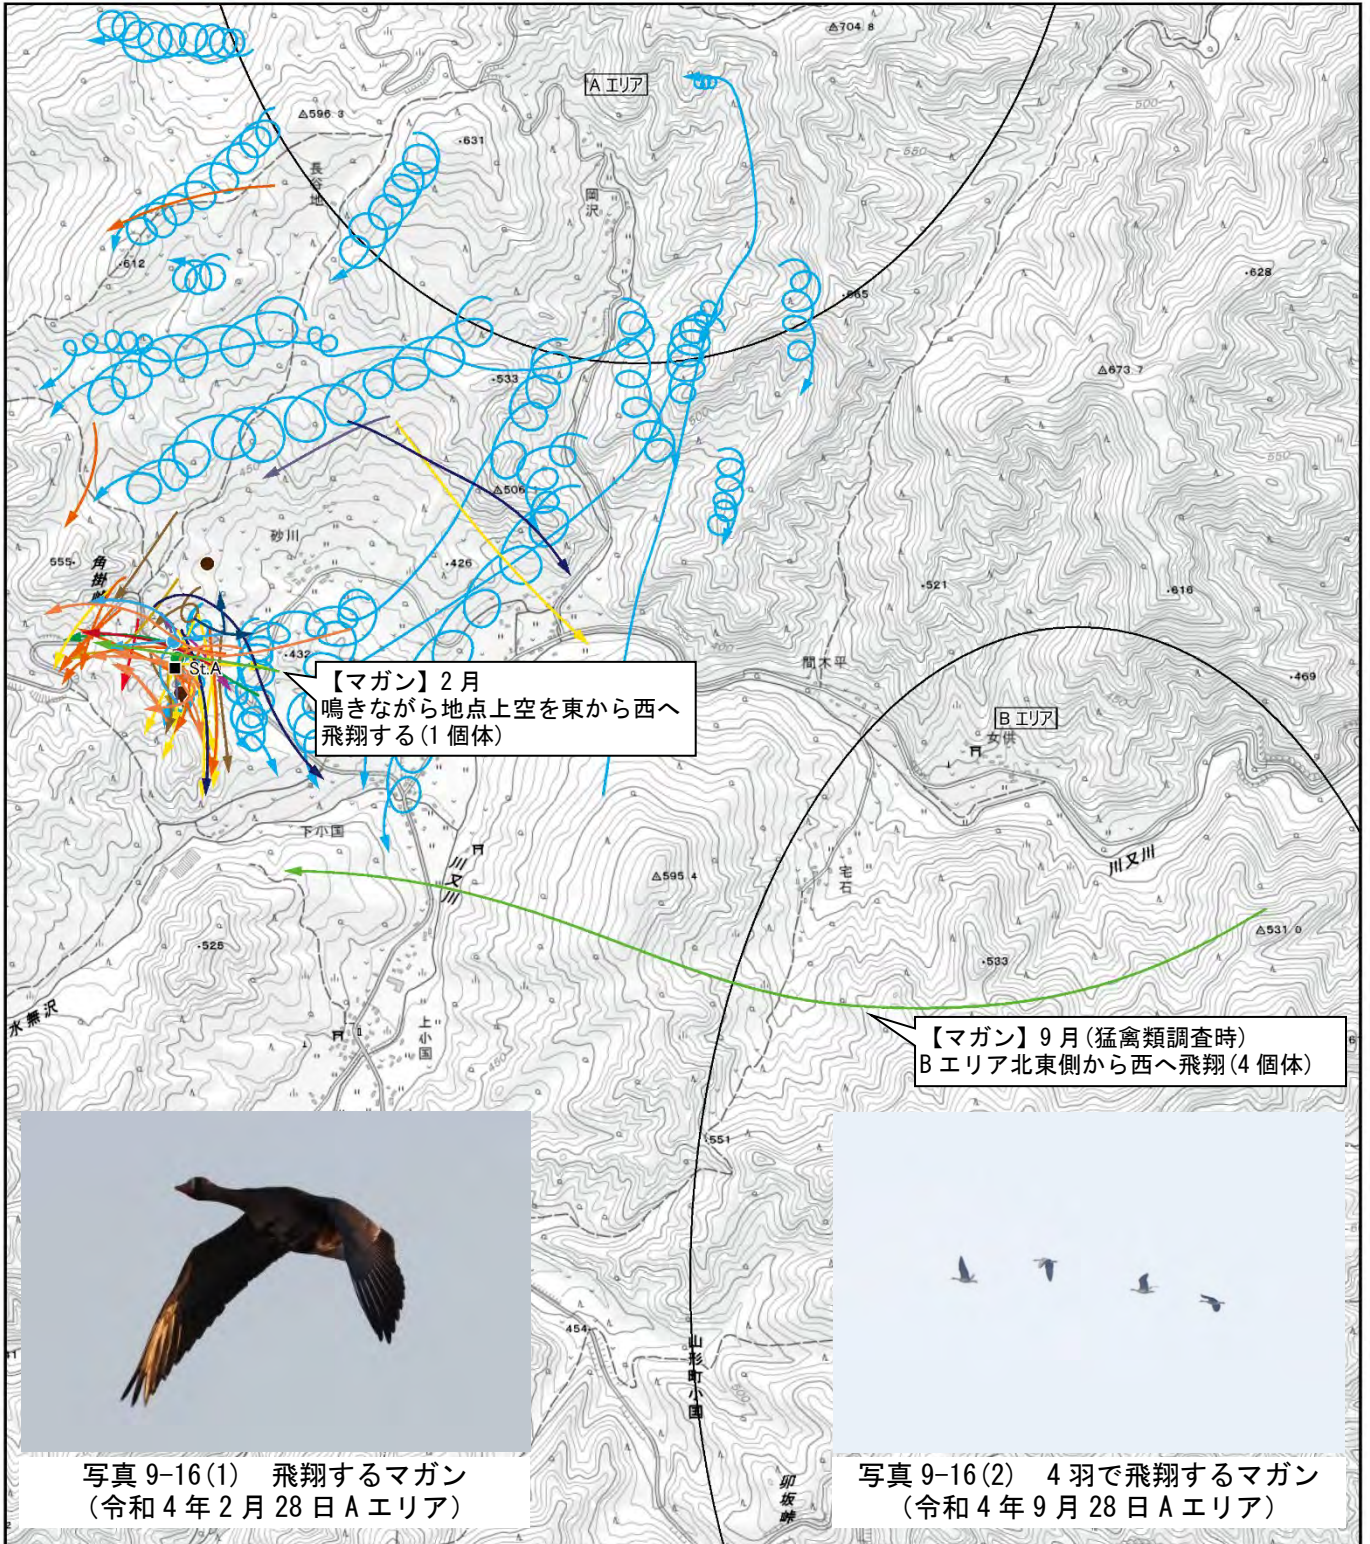 704.8
Aエリア
596.3
631
長谷地
岡沢
612
628
665
533
673.7
550
500
550
450
506
砂川
555
角掛峠
426
521
616
St.A
432
間木平
469
【マガン】2月
鳴きながら地点上空を東から西へ
飛翔する(1個体)
Bエリア
女供
下小国
川又川
川又川
595.4
宅石
531.0
528
533
水無沢
上小国
【マガン】9月(猛禽類調査時)
Bエリア北東側から西へ飛翔(4個体)
551
454
山形町小国
卯坂峠
写真9-16(1) 飛翔するマガン
(令和4年2月28日Aエリア)
写真9-16(2) 4羽で飛翔するマガン
(令和4年9月28日Aエリア)